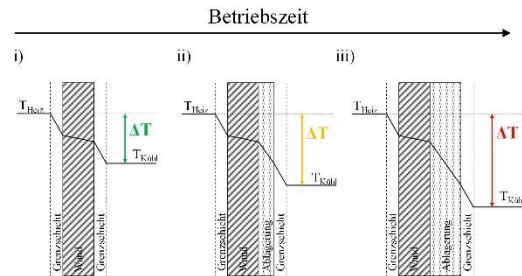 Betriebszeit
i)
ii)
iii)
T_Heiz
ΔT
T_Kühl
Grenzschicht
Wand
Grenzschicht
T_Heiz
ΔT
T_Kühl
Grenzschicht
Wand
Ablagerung
Grenzschicht
T_Heiz
ΔT
T_Kühl
Grenzschicht
Wand
Ablagerung
Grenzschicht